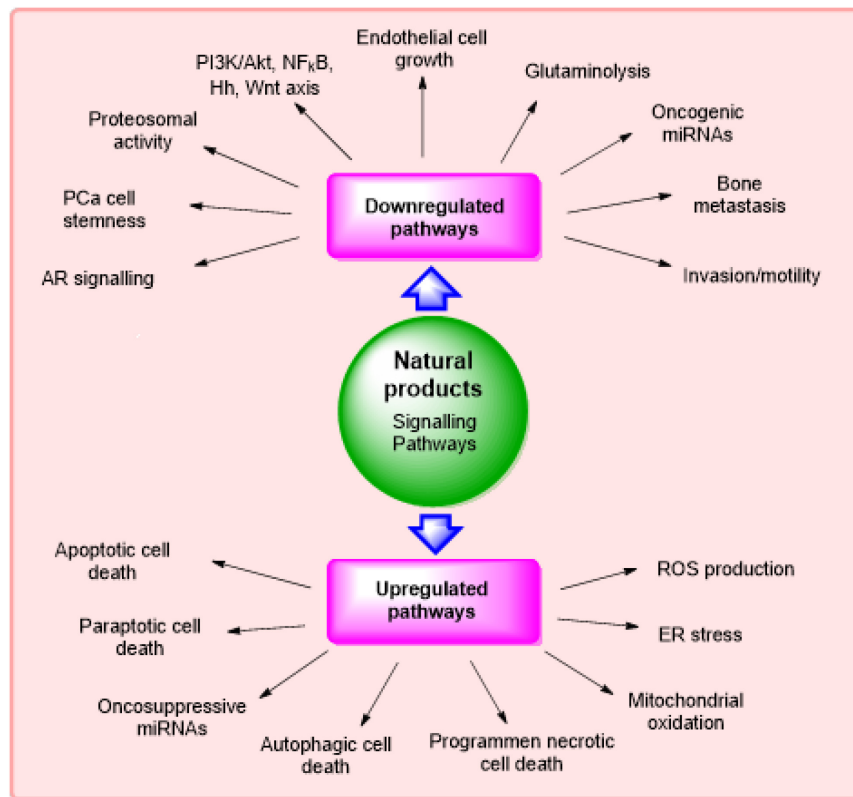 Endothelial cell
growth
PI3K/Akt, NFkB,
Hh, Wnt axis
Glutaminolysis
Proteosomal
activity
Oncogenic
miRNAs
PCa cell
stemness
Bone
metastasis
AR signalling
Invasion/motility
Downregulated
pathways
Natural
products
Signalling
Pathways
Upregulated
pathways
Apoptotic cell
death
ROS production
Paraptotic cell
death
ER stress
Oncosuppressive
miRNAs
Mitochondrial
oxidation
Autophagic cell
death
Programmen necrotic
cell death